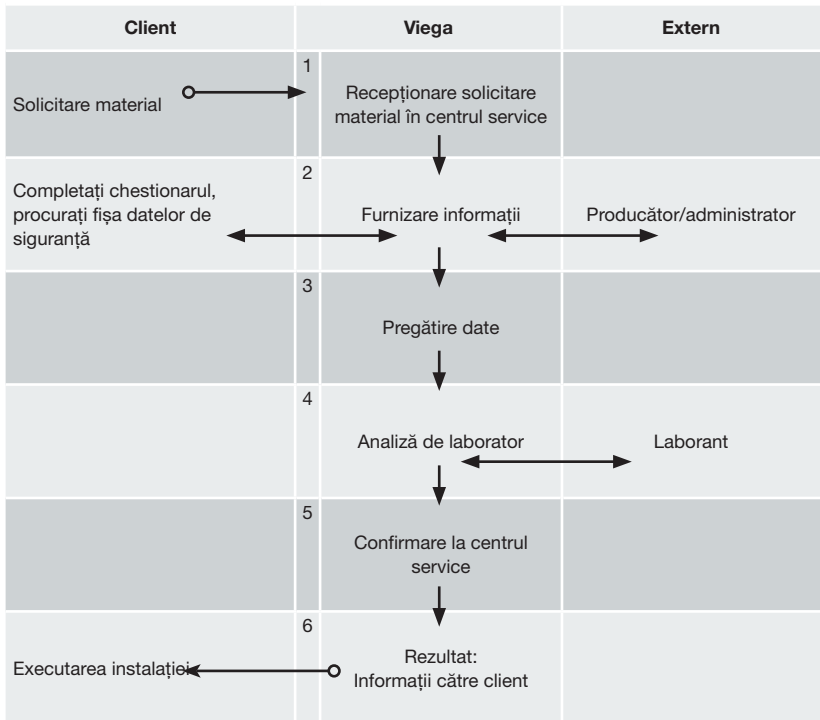 Client Viega Extern
1
Solicitare material
Recepționare solicitare
material în centrul service
2
Completați chestionarul,
procurați fișa datelor de
siguranță
Furnizare informații
Producător/administrator
3
Pregătire date
4
Analiză de laborator
Laborant
5
Confirmare la centrul
service
6
Executarea instalației
Rezultat:
Informații către client